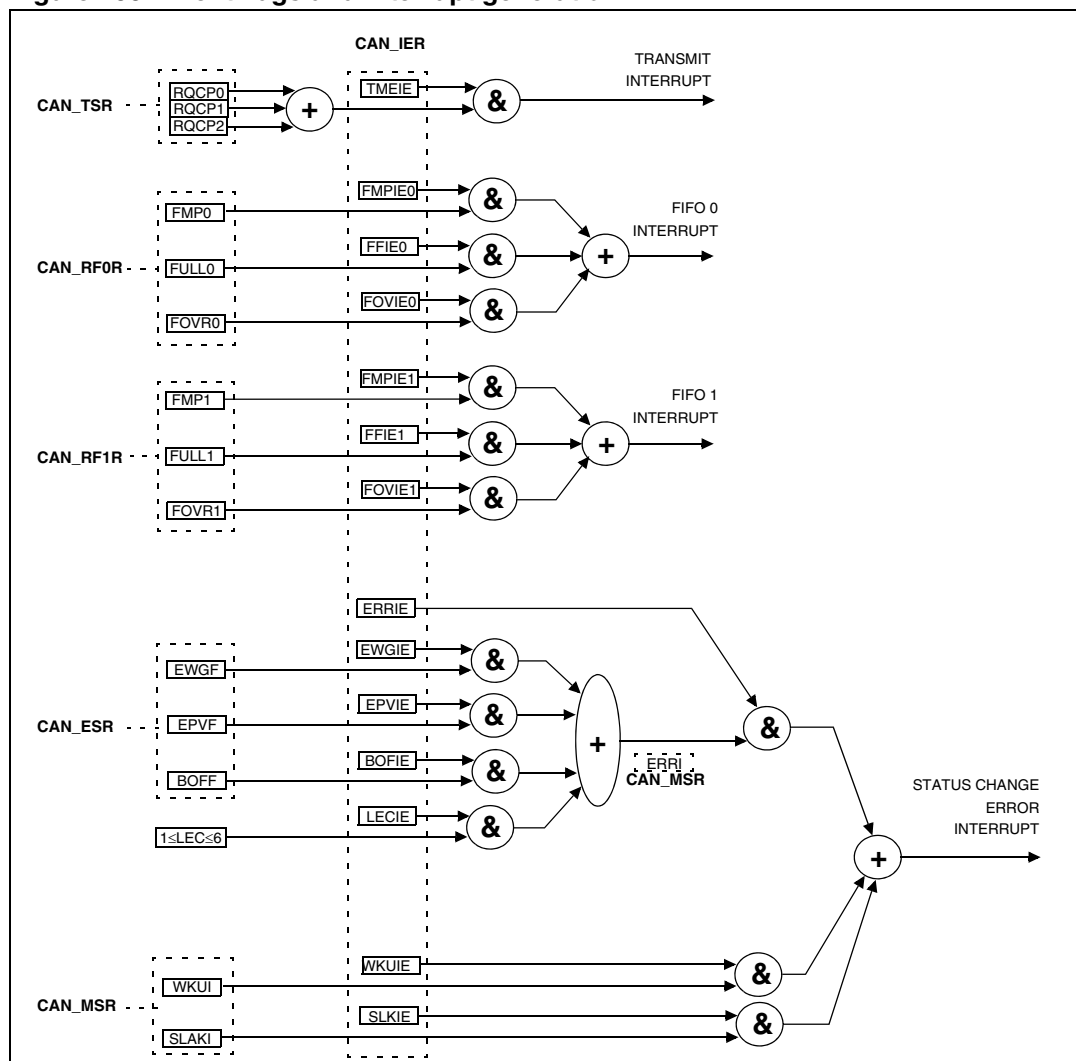 CAN_IER
TRANSMIT
INTERRUPT
CAN_TSR
RQCP0
RQCP1
RQCP2
+
TMEIE
&
FMPIE0
&
FMP0
FIFO 0
INTERRUPT
FFIE0
&
+
CAN_RF0R
FULL0
FOVIE0
&
FOVR0
FMPIE1
&
FMP1
FIFO 1
INTERRUPT
FFIE1
&
+
CAN_RF1R
FULL1
FOVIE1
&
FOVR1
ERRIE
EWGIE
&
EWGF
EPVIE
&
CAN_ESR
EPVF
+
&
BOFIE
&
ERRI
CAN_MSR
BOFF
STATUS CHANGE
ERROR
INTERRUPT
LECIE
&
1≤LEC≤6
+
WKUIE
&
WKUI
CAN_MSR
SLKIE
&
SLAKI